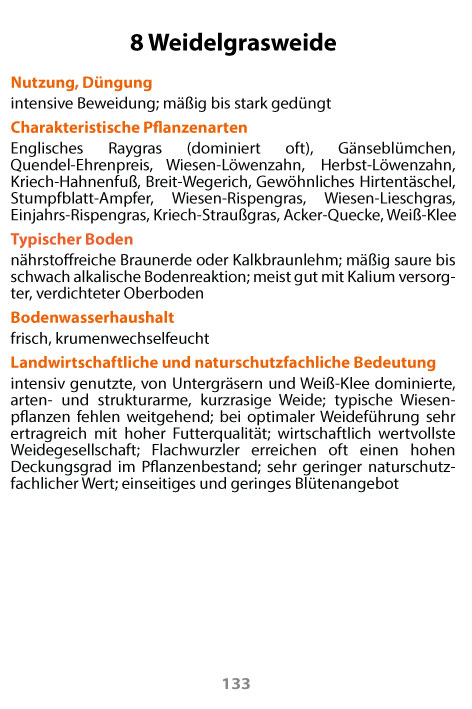 8 Weidelgrasweide
Nutzung, Düngung
intensive Beweidung; mäßig bis stark gedüngt
Charakteristische Pflanzenarten
Englisches Raygras (dominiert oft), Gänseblümchen,
Quendel-Ehrenpreis, Wiesen-Löwenzahn, Herbst-Löwenzahn,
Kriech-Hahnenfuß, Breit-Wegerich, Gewöhnliches Hirtentäschel,
Stumpfblatt-Ampfer, Wiesen-Rispengras, Wiesen-Lieschgras,
Einjahrs-Rispengras, Kriech-Straußgras, Acker-Quecke, Weiß-Klee
Typischer Boden
nährstoffreiche Braunerde oder Kalkbraunlehm; mäßig saure bis
schwach alkalische Bodenreaktion; meist gut mit Kalium versorg-
ter, verdichteter Oberboden
Bodenwasserhaushalt
frisch, krumenwechselfeucht
Landwirtschaftliche und naturschutzfachliche Bedeutung
intensiv genutzte, von Untergräsern und Weiß-Klee dominierte,
arten- und strukturarme, kurzrasige Weide; typische Wiesen-
pflanzen fehlen weitgehend; bei optimaler Weideführung sehr
ertragreich mit hoher Futterqualität; wirtschaftlich wertvollste
Weidegesellschaft; Flachwurzler erreichen oft einen hohen
Deckungsgrad im Pflanzenbestand; sehr geringer naturschutz-
fachlicher Wert; einseitiges und geringes Blütenangebot
133